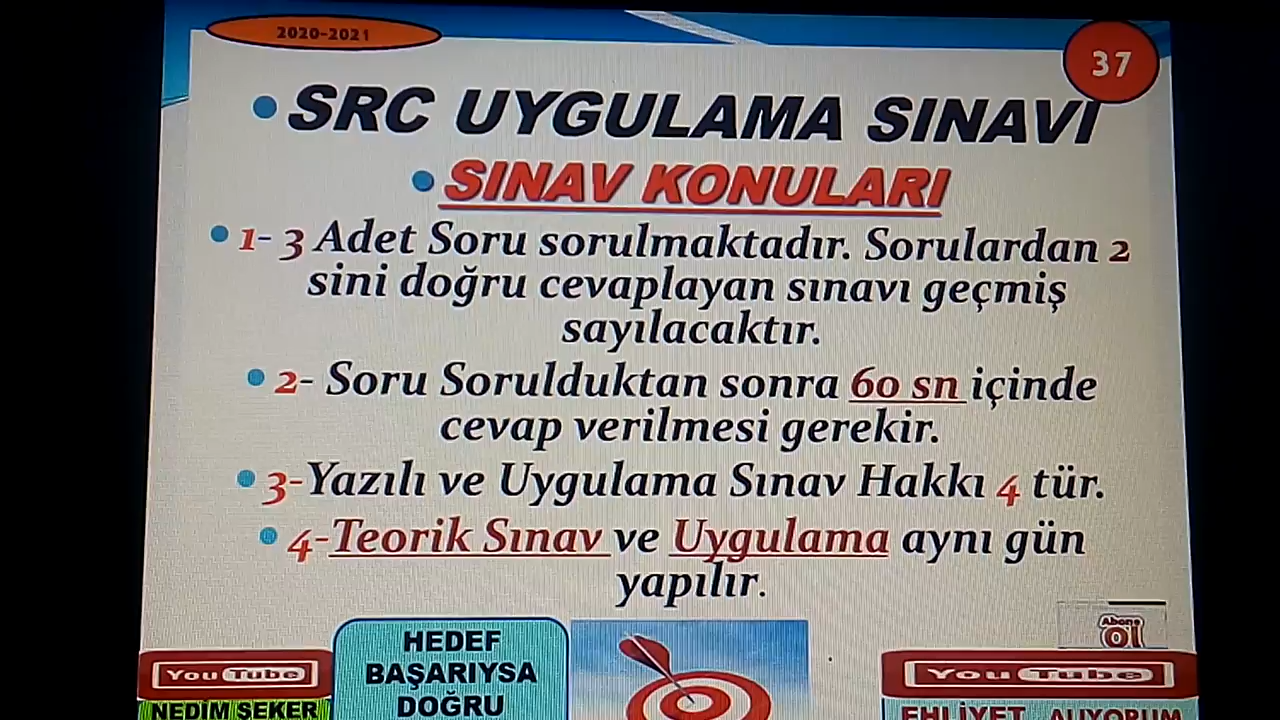 2020-2021
37
• SRC UYGULAMA SINAVI
• SINAV KONULARI
• 1- 3 Adet Soru sorulmaktadır. Sorulardan 2
sini doğru cevaplayan sınavı geçmiş
sayılacaktır.
• 2- Soru Sorulduktan sonra 60 sn içinde
cevap verilmesi gerekir.
• 3-Yazılı ve Uygulama Sınav Hakkı 4 tür.
• 4-Teorik Sınav ve Uygulama aynı gün
yapılır.
Abone
Ol
YouTube
NEDİM ŞEKER
HEDEF
BAŞARIYSA
DOĞRU
YouTube
EHLİYET ALIYORUM